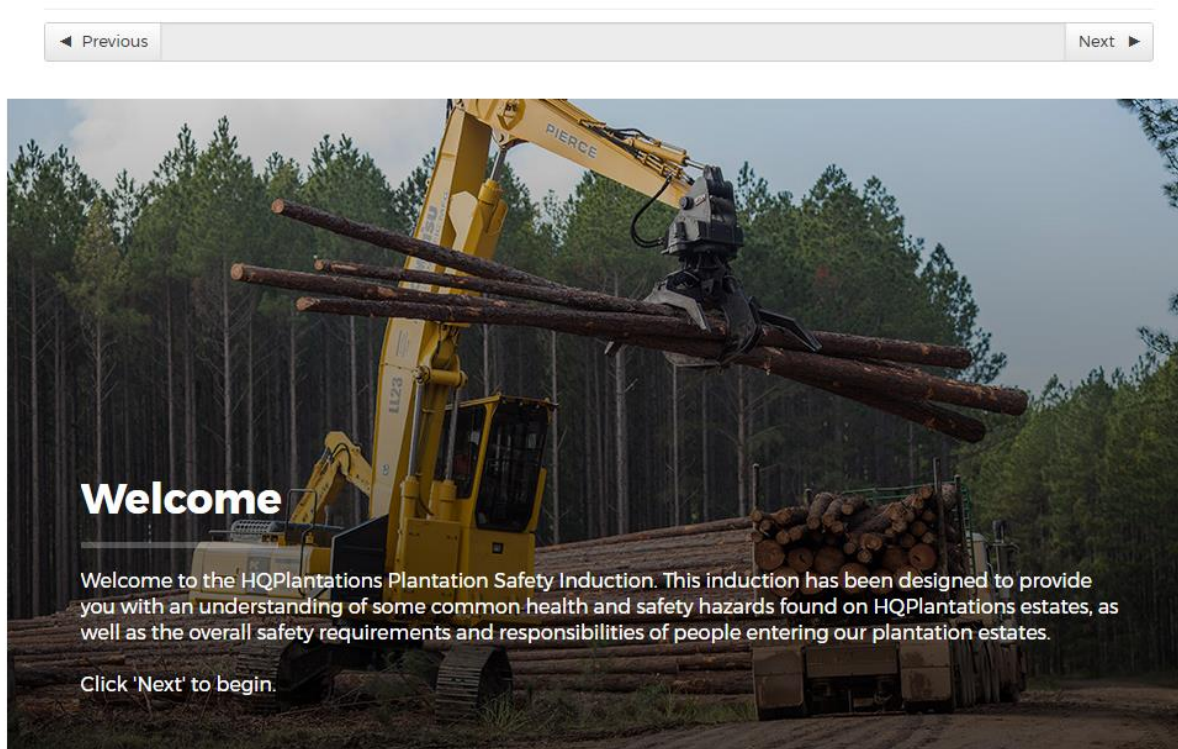 ◄ Previous
Next ►
PIERCE
LL23
Welcome
Welcome to the HQPlantations Plantation Safety Induction. This induction has been designed to provide
you with an understanding of some common health and safety hazards found on HQPlantations estates, as
well as the overall safety requirements and responsibilities of people entering our plantation estates.
Click 'Next' to begin.